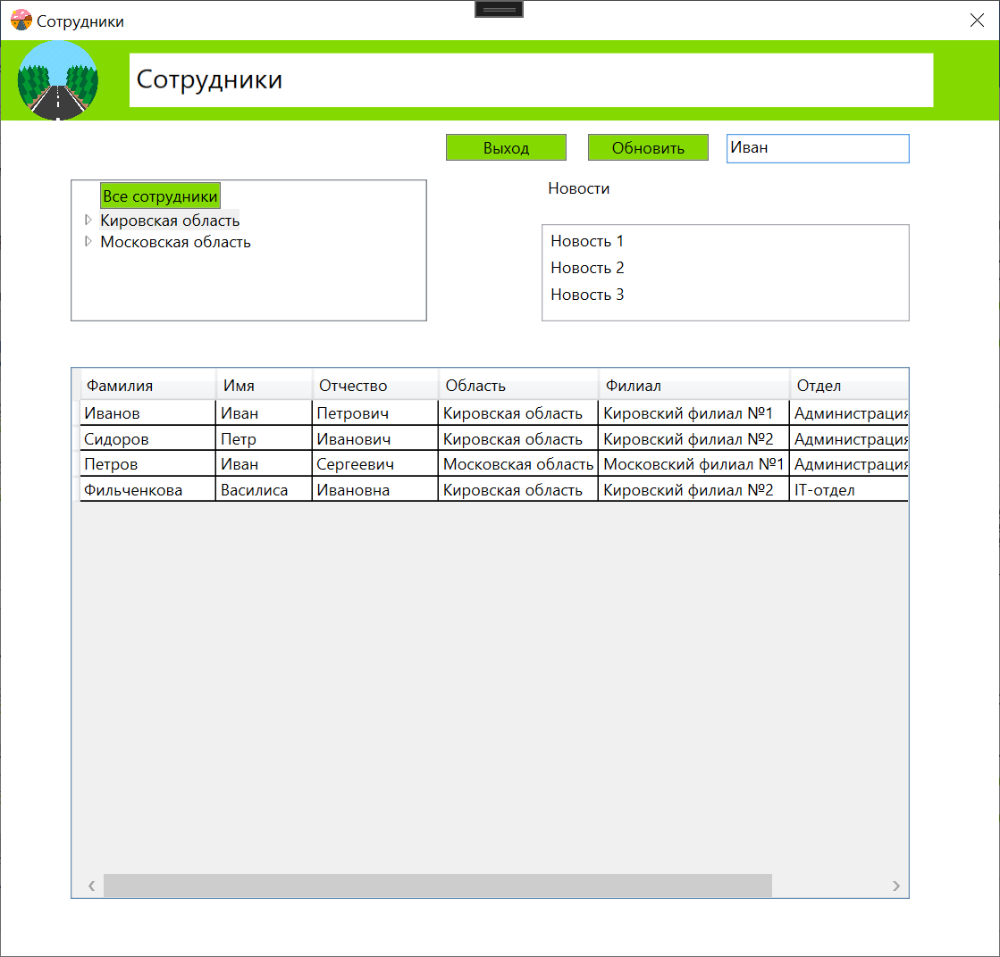 Сотрудники
Сотрудники
Выход Обновить Иван
Все сотрудники
Кировская область
Московская область
Новости
Новость 1
Новость 2
Новость 3
Фамилия Имя Отчество Область Филиал Отдел
Иванов Иван Петрович Кировская область Кировский филиал №1 Администрация
Сидоров Петр Иванович Кировская область Кировский филиал №2 Администрация
Петров Иван Сергеевич Московская область Московский филиал №1 Администрация
Фильченкова Василиса Ивановна Кировская область Кировский филиал №2 IT-отдел